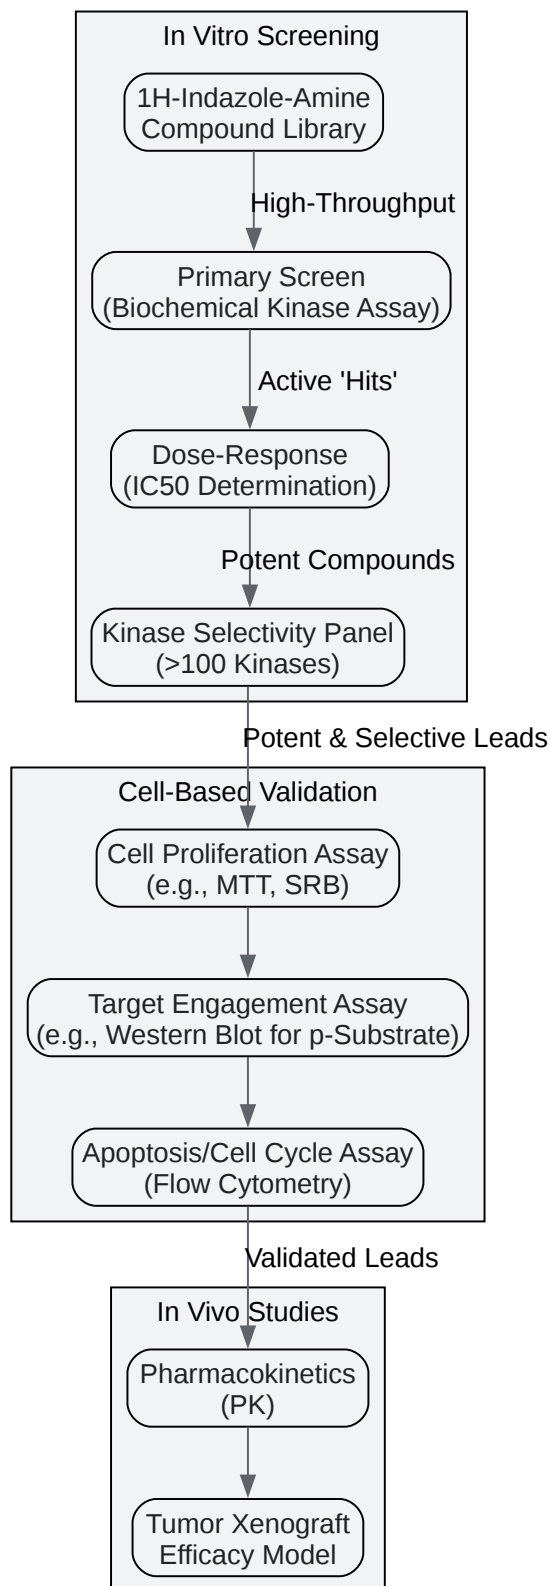 In Vitro Screening
1H-Indazole-Amine
Compound Library
High-Throughput
Primary Screen
(Biochemical Kinase Assay)
Active 'Hits'
Dose-Response
(IC50 Determination)
Potent Compounds
Kinase Selectivity Panel
(>100 Kinases)
Potent & Selective Leads
Cell-Based Validation
Cell Proliferation Assay
(e.g., MTT, SRB)
Target Engagement Assay
(e.g., Western Blot for p-Substrate)
Apoptosis/Cell Cycle Assay
(Flow Cytometry)
Validated Leads
In Vivo Studies
Pharmacokinetics
(PK)
Tumor Xenograft
Efficacy Model